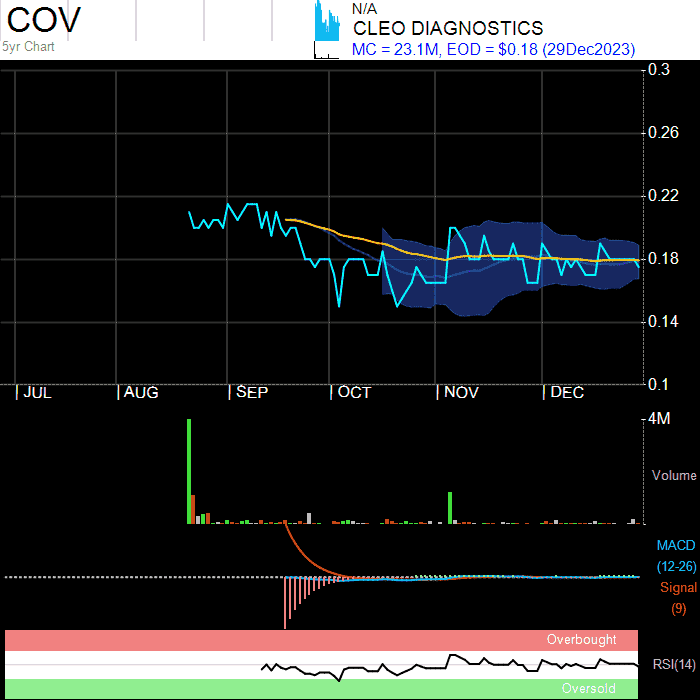 COV
5yr Chart
N/A
CLEO DIAGNOSTICS
MC = 23.1M, EOD = $0.18 (29Dec2023)
0.3
0.26
0.22
0.18
0.14
0.1
JUL AUG SEP OCT NOV DEC
4M
Volume
MACD
(12-26)
Signal
(9)
Overbought
RSI(14)
Oversold